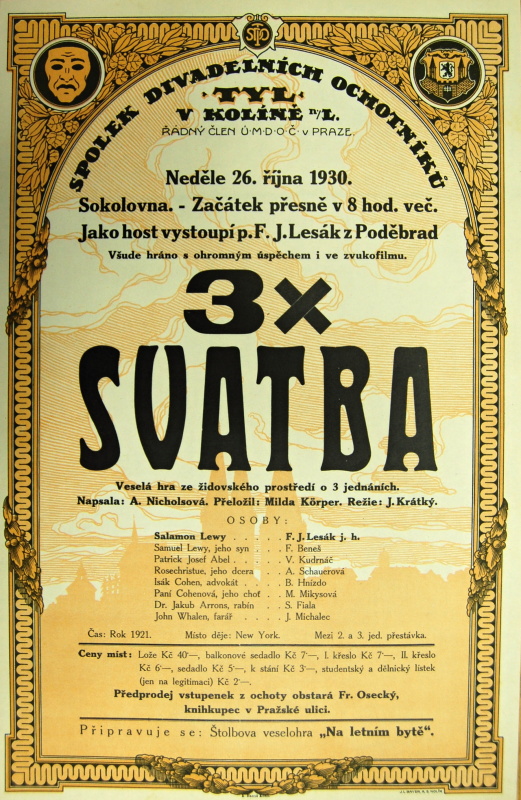 STDO
SPOLEK DIVADELNÍCH OCHOTNÍKŮ
· TYL ·
V KOLÍNĚ n/L.
ŘÁDNÝ ČLEN Ú·M·D·O·Č· v PRAZE.
Neděle 26. října 1930.
Sokolovna. - Začátek přesně v 8 hod. več.
Jako host vystoupí p. F. J. Lesák z Poděbrad
Všude hráno s ohromným úspěchem i ve zvukofilmu.
3×
SVATBA
Veselá hra ze židovského prostředí o 3 jednáních.
Napsala: A. Nicholsová. Přeložil: Milda Körper. Režie: J. Krátký.
OSOBY:
Salamon Lewy . . . . . F. J. Lesák j. h.
Samuel Lewy, jeho syn . . . . F. Beneš
Patrick Josef Abel . . . . . V. Kudrnáč
Rosechristue, jeho dcera . . . A. Schauerová
Isák Cohen, advokát . . . . B. Hnízdo
Paní Cohenová, jeho choť . . . M. Mikysová
Dr. Jakub Arrons, rabín . . S. Fiala
John Whalen, farář . . . . J. Michalec
Čas: Rok 1921. Místo děje: New York. Mezi 2. a 3. jed. přestávka.
Ceny míst: Lóže Kč 40·—, balkonové sedadlo Kč 7·—, I. křeslo Kč 7·—, II. křeslo
Kč 6·—, sedadlo Kč 5·—, k stání Kč 3·—, studentský a dělnický lístek
(jen na legitimaci) Kč 2·—.
Předprodej vstupenek z ochoty obstará Fr. Osecký,
knihkupec v Pražské ulici.
Připravuje se: Štolbova veselohra „Na letním bytě“.